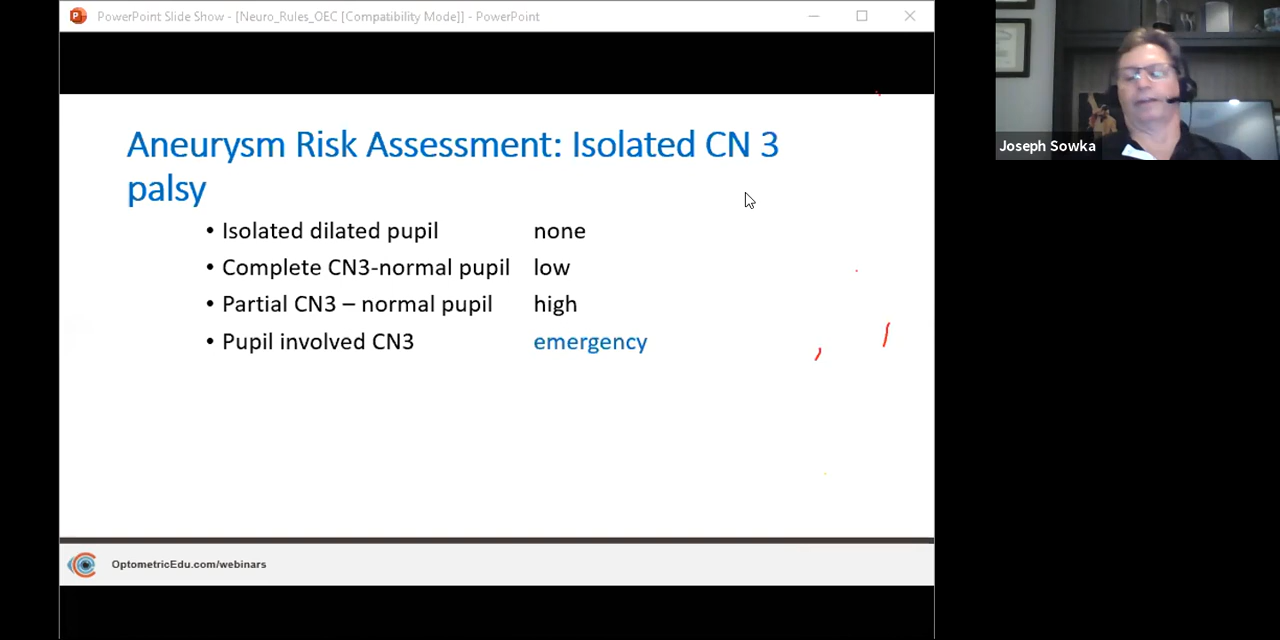 PowerPoint Slide Show - [Neuro_Rules_OEC [Compatibility Mode]] - PowerPoint
Aneurysm Risk Assessment: Isolated CN 3
palsy
• Isolated dilated pupil none
• Complete CN3-normal pupil low
• Partial CN3 – normal pupil high
• Pupil involved CN3 emergency
OptometricEdu.com/webinars
Joseph Sowka